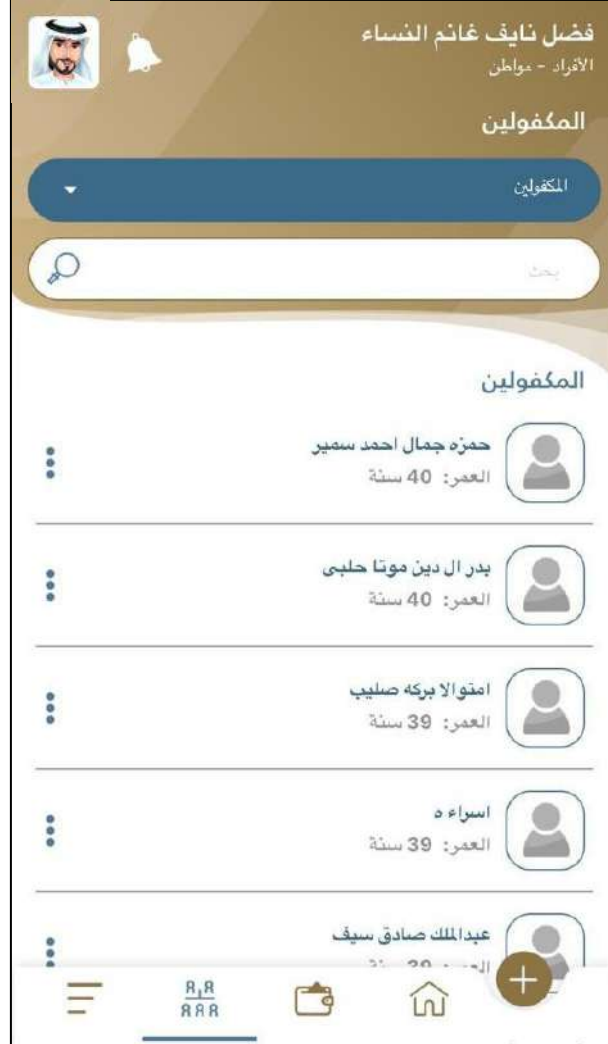 فضل نايف غانم النساء
الأفراد - مواطن
المكفولين
المكفولين
بحث
المكفولين
حمزه جمال احمد سمير
العمر: 40 سنة
بدر ال دين موتا حلبي
العمر: 40 سنة
امتوالا بركه صليب
العمر: 39 سنة
اسراء ه
العمر: 39 سنة
عبدالملك صادق سيف